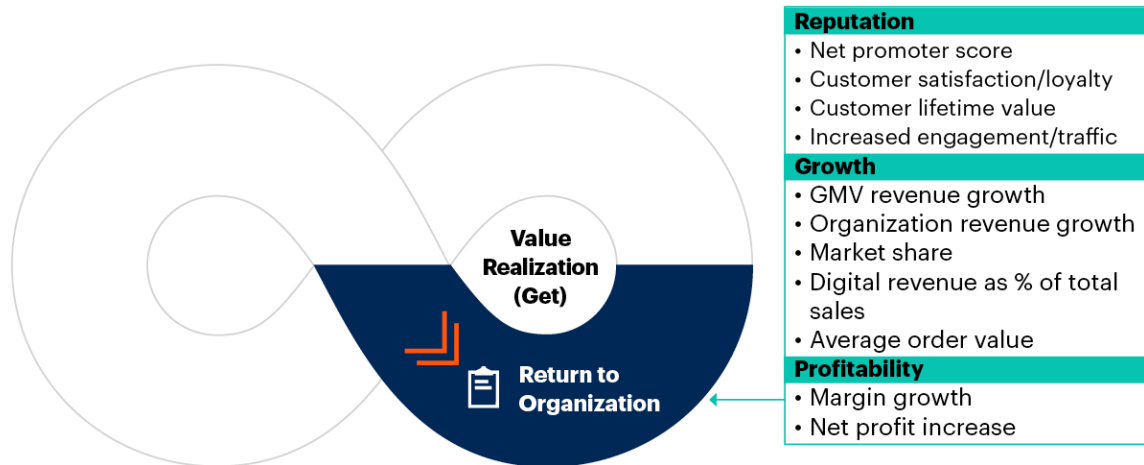 Value
Realization
(Get)
Return to
Organization
Reputation
• Net promoter score
• Customer satisfaction/loyalty
• Customer lifetime value
• Increased engagement/traffic
Growth
• GMV revenue growth
• Organization revenue growth
• Market share
• Digital revenue as % of total
sales
• Average order value
Profitability
• Margin growth
• Net profit increase